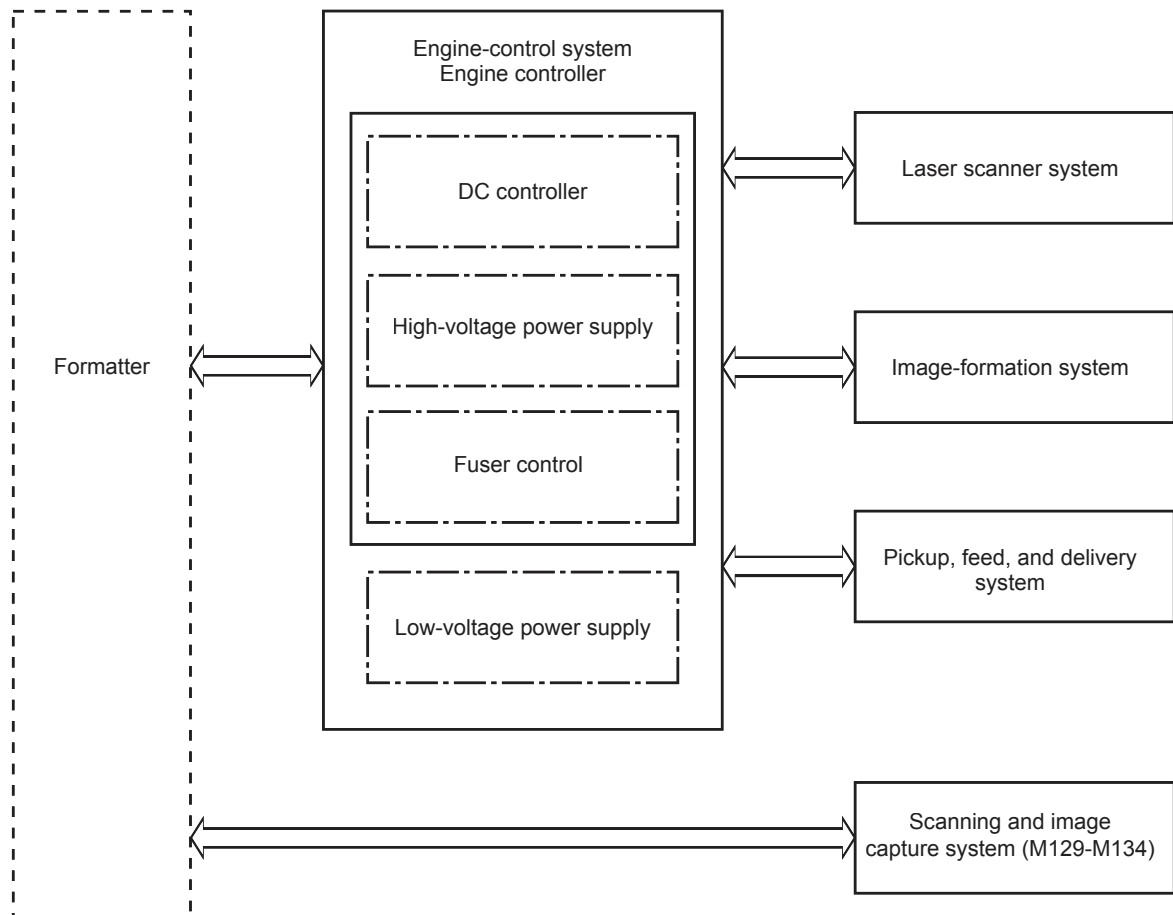 Formatter
Engine-control system
Engine controller
DC controller
High-voltage power supply
Fuser control
Low-voltage power supply
Laser scanner system
Image-formation system
Pickup, feed, and delivery
system
Scanning and image
capture system (M129-M134)